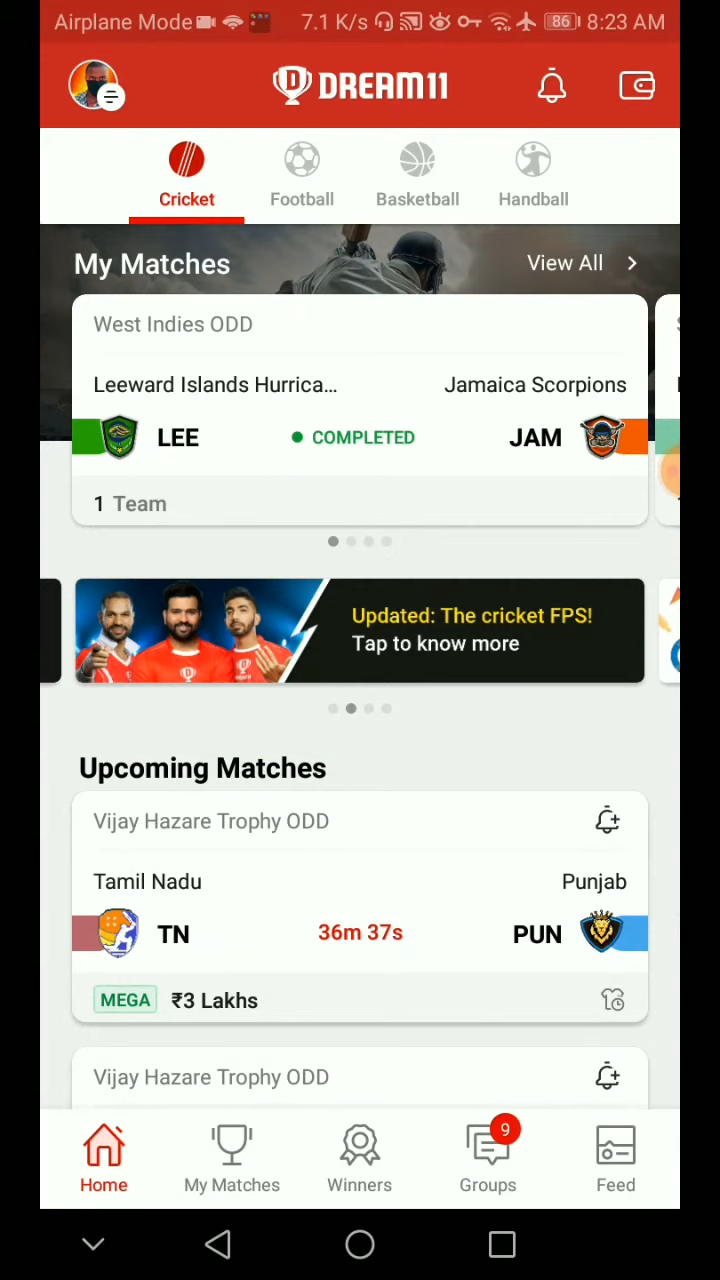 Airplane Mode 7.1 K/s 86 8:23 AM
DREAM11
Cricket Football Basketball Handball
My Matches View All
West Indies ODD
Leeward Islands Hurrica... Jamaica Scorpions
LEE COMPLETED JAM
1 Team
Updated: The cricket FPS!
Tap to know more
Upcoming Matches
Vijay Hazare Trophy ODD
Tamil Nadu Punjab
TN 36m 37s PUN
MEGA ₹3 Lakhs
Vijay Hazare Trophy ODD
9
Home My Matches Winners Groups Feed